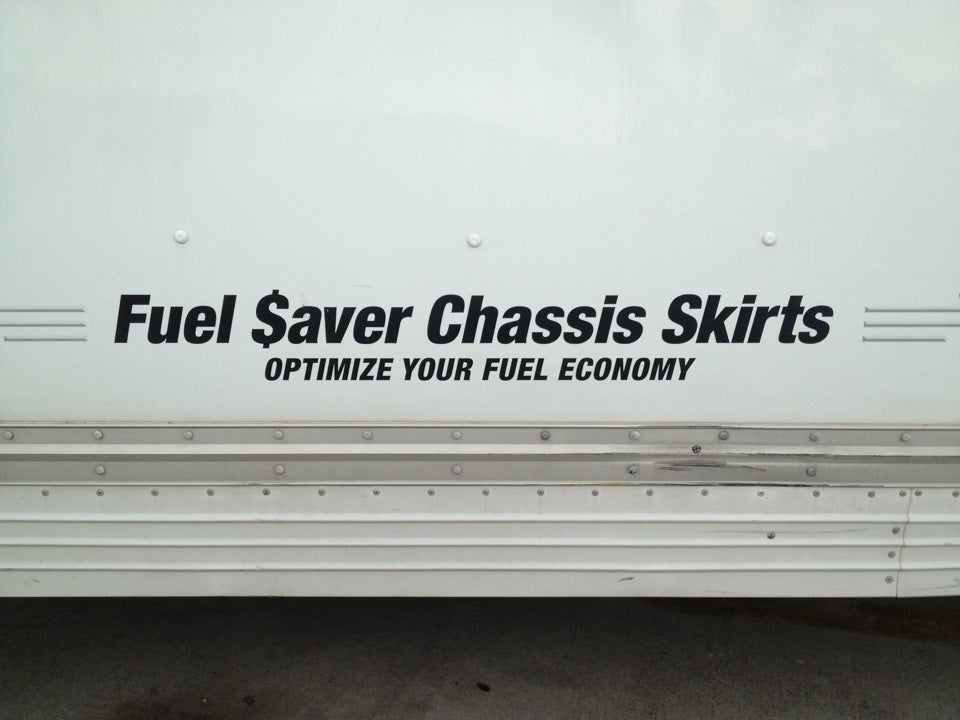 Fuel $aver Chassis Skirts
OPTIMIZE YOUR FUEL ECONOMY